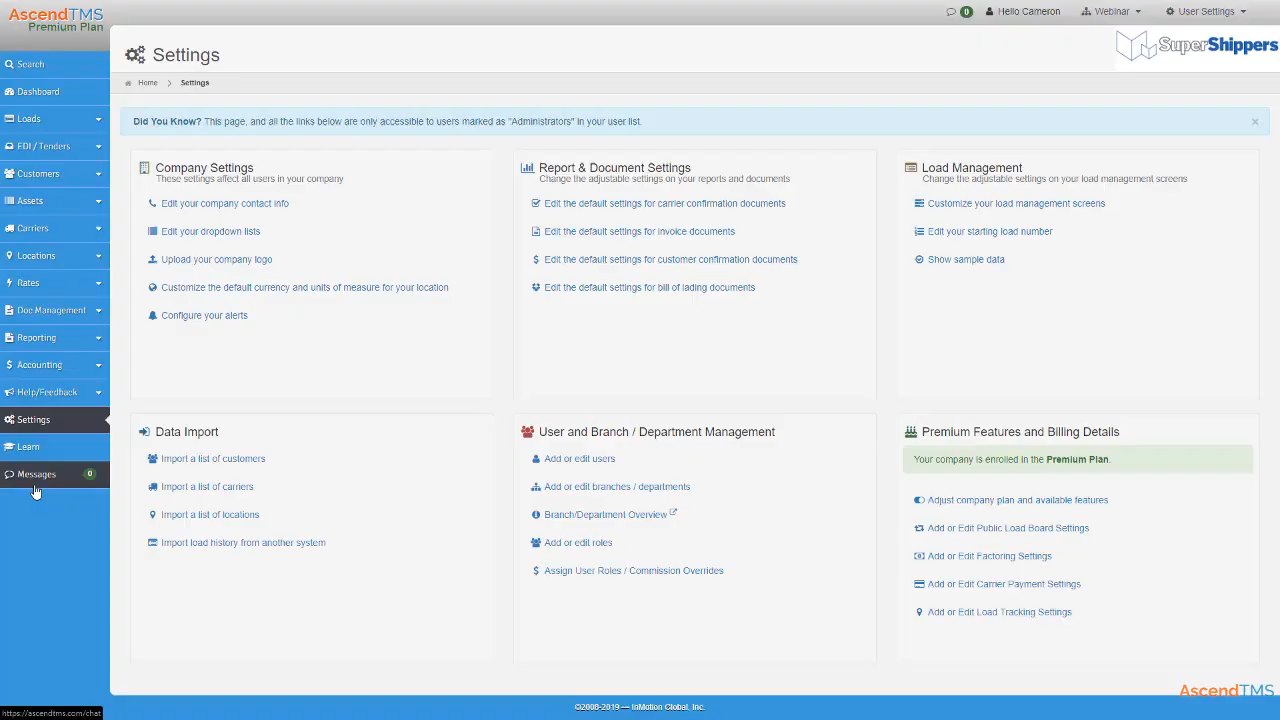 AscendTMS
Premium Plan
0
Hello Cameron
Webinar
User Settings
Search
Dashboard
Loads
EDI / Tenders
Customers
Assets
Carriers
Locations
Rates
Doc Management
Reporting
Accounting
Help/Feedback
Settings
Learn
Messages 0
Settings
SuperShippers
Home
Settings
Did You Know? This page, and all the links below are only accessible to users marked as "Administrators" in your user list.
×
Company Settings
These settings affect all users in your company
Edit your company contact info
Edit your dropdown lists
Upload your company logo
Customize the default currency and units of measure for your location
Configure your alerts
Report & Document Settings
Change the adjustable settings on your reports and documents
Edit the default settings for carrier confirmation documents
Edit the default settings for invoice documents
Edit the default settings for customer confirmation documents
Edit the default settings for bill of lading documents
Load Management
Change the adjustable settings on your load management screens
Customize your load management screens
Edit your starting load number
Show sample data
Data Import
Import a list of customers
Import a list of carriers
Import a list of locations
Import load history from another system
User and Branch / Department Management
Add or edit users
Add or edit branches / departments
Branch/Department Overview
Add or edit roles
Assign User Roles / Commission Overrides
Premium Features and Billing Details
Your company is enrolled in the Premium Plan.
Adjust company plan and available features
Add or Edit Public Load Board Settings
Add or Edit Factoring Settings
Add or Edit Carrier Payment Settings
Add or Edit Load Tracking Settings
AscendTMS
©2008-2019 — InMotion Global, Inc.
https://ascendtms.com/chat